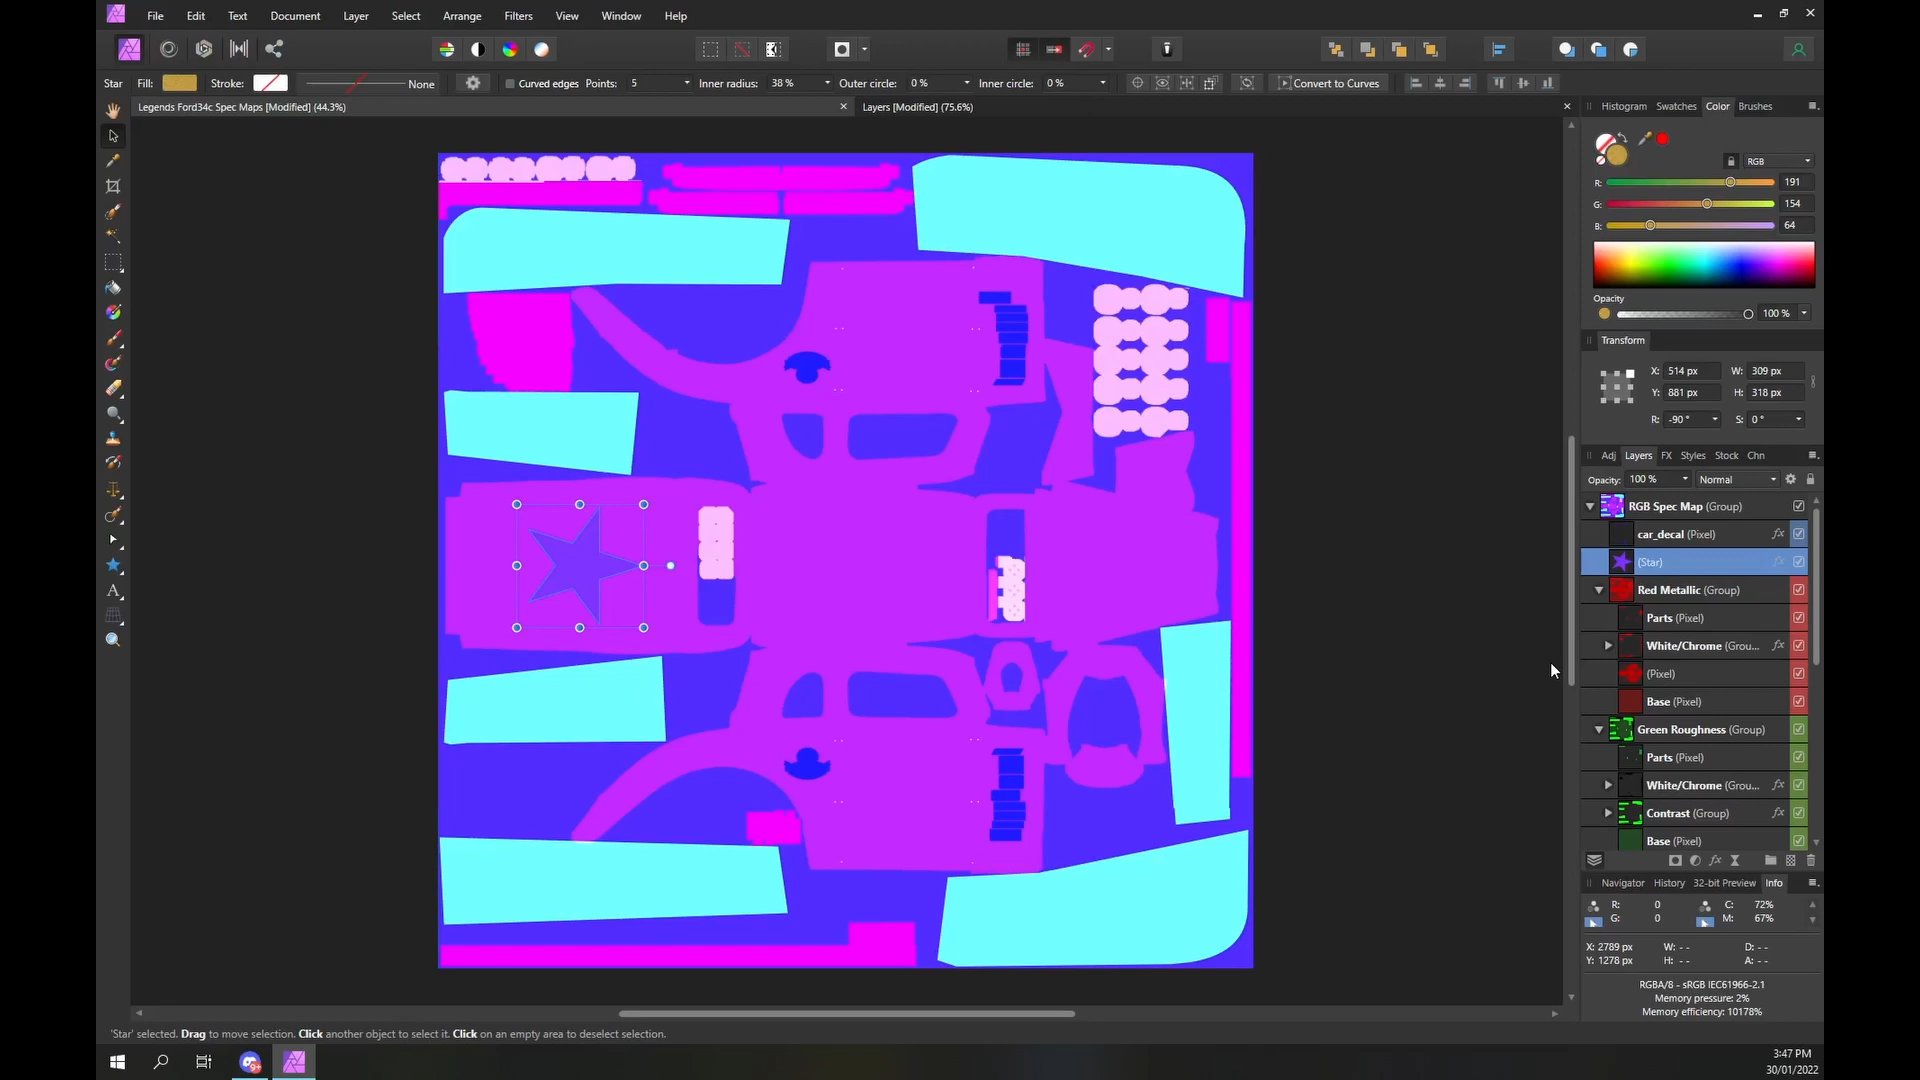 File Edit Text Document Layer Select Arrange Filters View Window Help
Star Fill: Stroke: None Curved edges Points: 5 Inner radius: 38 % Outer circle: 0 % Inner circle: 0 % Convert to Curves
Legends Ford34c Spec Maps [Modified] (44.3%) Layers [Modified] (75.6%)
Histogram Swatches Color Brushes
RGB
R: 191
G: 154
B: 64
Opacity
100 %
Transform
X: 514 px W: 309 px
Y: 881 px H: 318 px
R: -90 ° S: 0 °
Adj Layers FX Styles Stock Chn
Opacity: 100 % Normal
RGB Spec Map (Group)
car_decal (Pixel)
(Star)
Red Metallic (Group)
Parts (Pixel)
White/Chrome (Grou...
(Pixel)
Base (Pixel)
Green Roughness (Group)
Parts (Pixel)
White/Chrome (Grou...
Contrast (Group)
Base (Pixel)
Navigator History 32-bit Preview Info
R: 0 C: 72%
G: 0 M: 67%
X: 2789 px W: - - D: - -
Y: 1278 px H: - - A: - -
RGBA/8 - sRGB IEC61966-2.1
Memory pressure: 2%
Memory efficiency: 10178%
'Star' selected. Drag to move selection. Click another object to select it. Click on an empty area to deselect selection.
9+
3:47 PM
30/01/2022